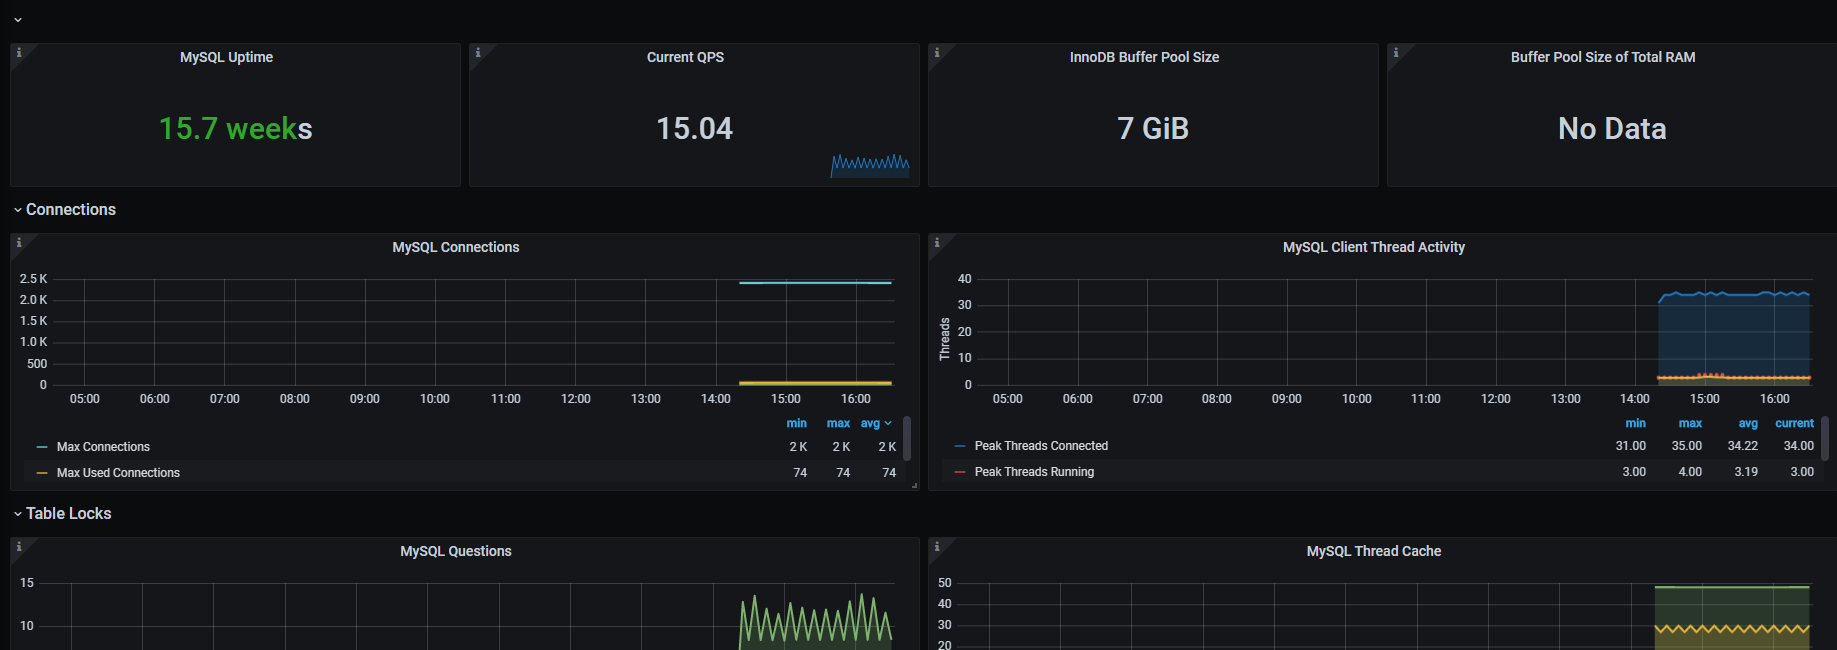 MySQL Uptime
15.7 weeks
Current QPS
15.04
InnoDB Buffer Pool Size
7 GiB
Buffer Pool Size of Total RAM
No Data
Connections
MySQL Connections
2.5 K
2.0 K
1.5 K
1.0 K
500
0
05:00 06:00 07:00 08:00 09:00 10:00 11:00 12:00 13:00 14:00 15:00 16:00
min max avg
Max Connections 2 K 2 K 2 K
Max Used Connections 74 74 74
MySQL Client Thread Activity
Threads
40
30
20
10
0
05:00 06:00 07:00 08:00 09:00 10:00 11:00 12:00 13:00 14:00 15:00 16:00
min max avg current
Peak Threads Connected 31.00 35.00 34.22 34.00
Peak Threads Running 3.00 4.00 3.19 3.00
Table Locks
MySQL Questions
15
10
MySQL Thread Cache
50
40
30
20